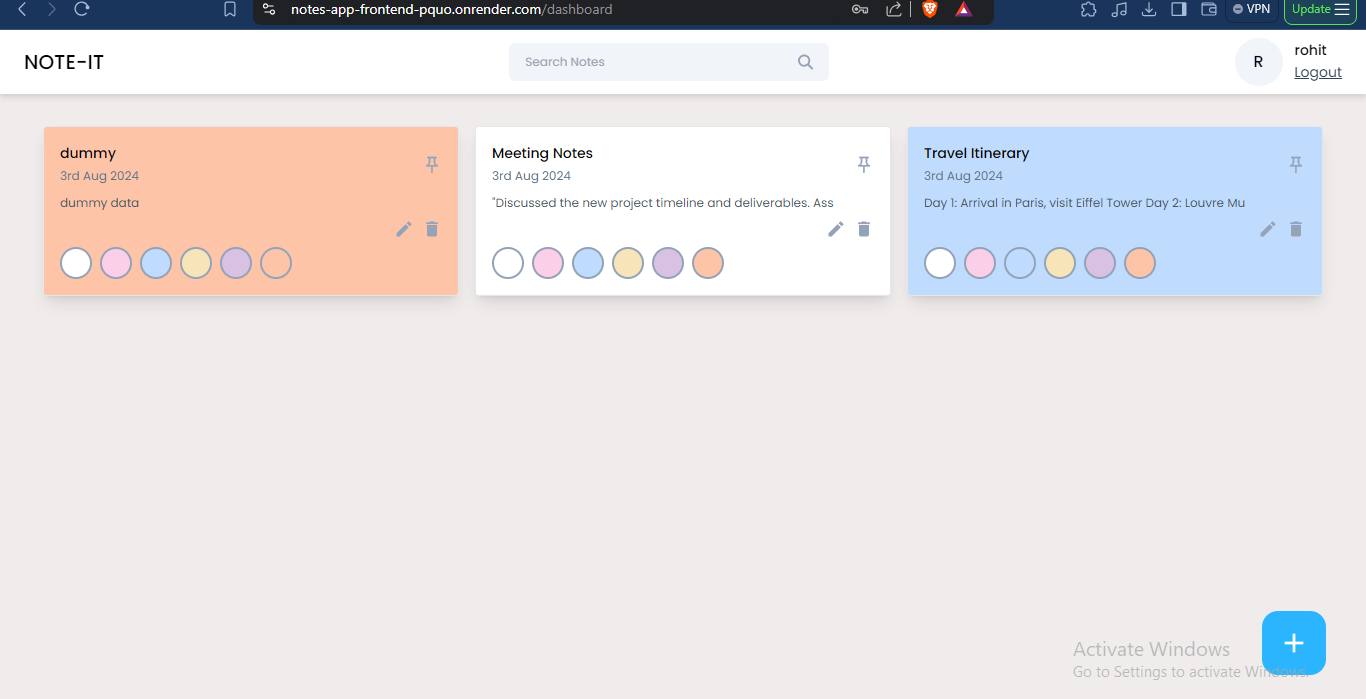 notes-app-frontend-pquo.onrender.com/dashboard
VPN
Update
NOTE-IT
Search Notes
R
rohit
Logout
dummy
3rd Aug 2024
dummy data
Meeting Notes
3rd Aug 2024
"Discussed the new project timeline and deliverables. Ass
Travel Itinerary
3rd Aug 2024
Day 1: Arrival in Paris, visit Eiffel Tower Day 2: Louvre Mu
Activate Windows
Go to Settings to activate Windows.